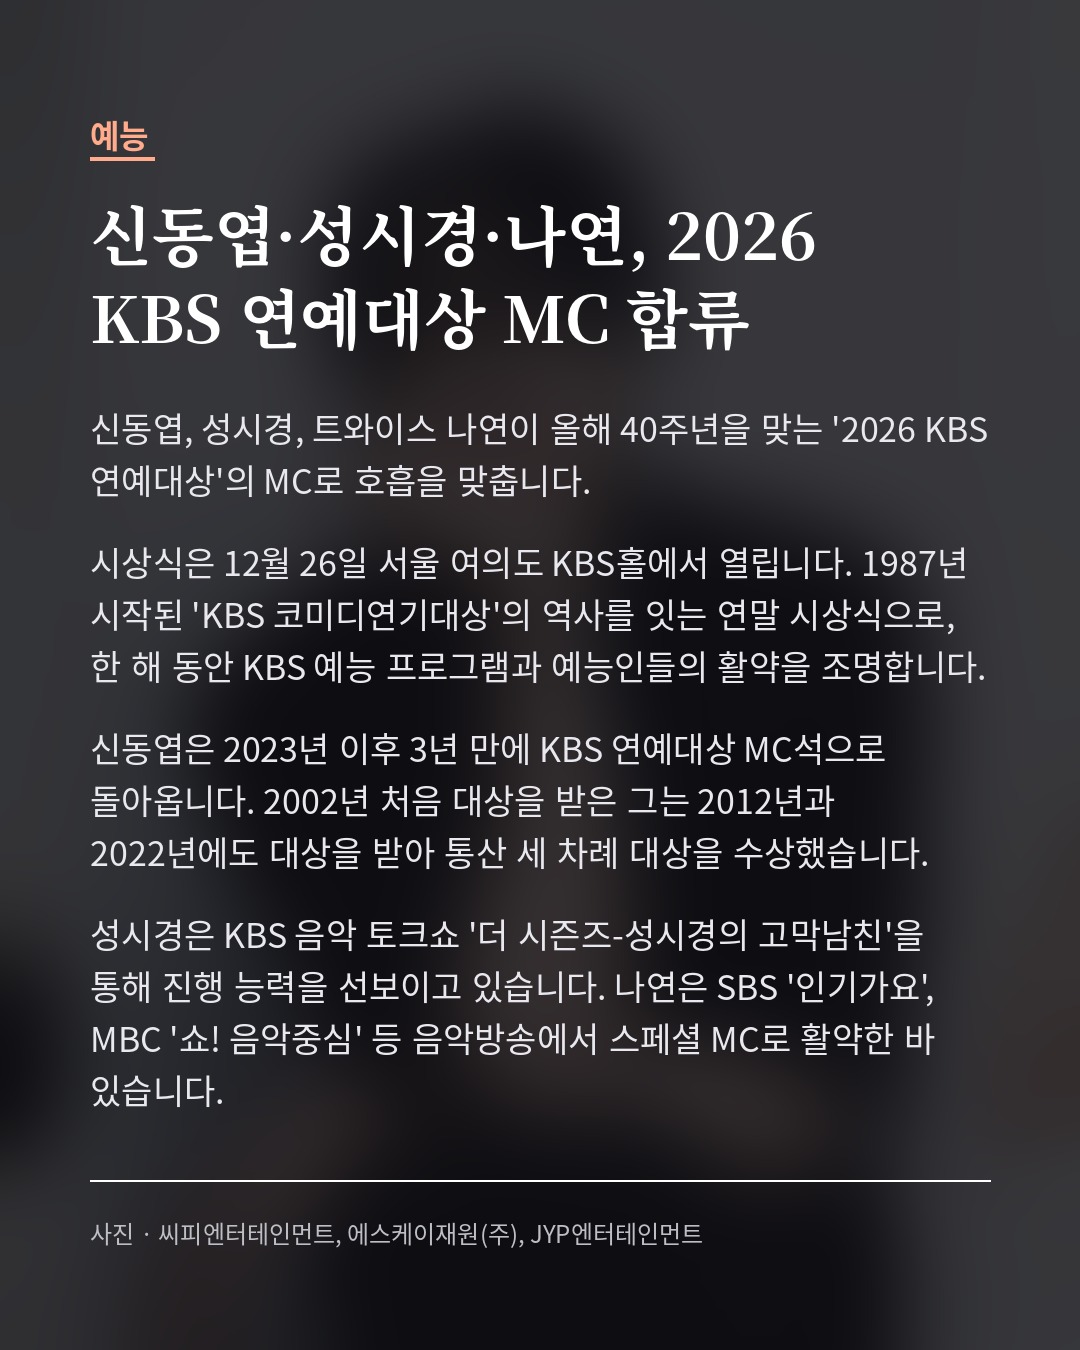 예능
신동엽·성시경·나연, 2026
KBS 연예대상 MC 합류
신동엽, 성시경, 트와이스 나연이 올해 40주년을 맞는 '2026 KBS
연예대상'의 MC로 호흡을 맞춥니다.
시상식은 12월 26일 서울 여의도 KBS홀에서 열립니다. 1987년
시작된 'KBS 코미디연기대상'의 역사를 잇는 연말 시상식으로,
한 해 동안 KBS 예능 프로그램과 예능인들의 활약을 조명합니다.
신동엽은 2023년 이후 3년 만에 KBS 연예대상 MC석으로
돌아옵니다. 2002년 처음 대상을 받은 그는 2012년과
2022년에도 대상을 받아 통산 세 차례 대상을 수상했습니다.
성시경은 KBS 음악 토크쇼 '더 시즌즈-성시경의 고막남친'을
통해 진행 능력을 선보이고 있습니다. 나연은 SBS '인기가요',
MBC '쇼! 음악중심' 등 음악방송에서 스페셜 MC로 활약한 바
있습니다.
사진 · 씨피엔터테인먼트, 에스케이재원(주), JYP엔터테인먼트